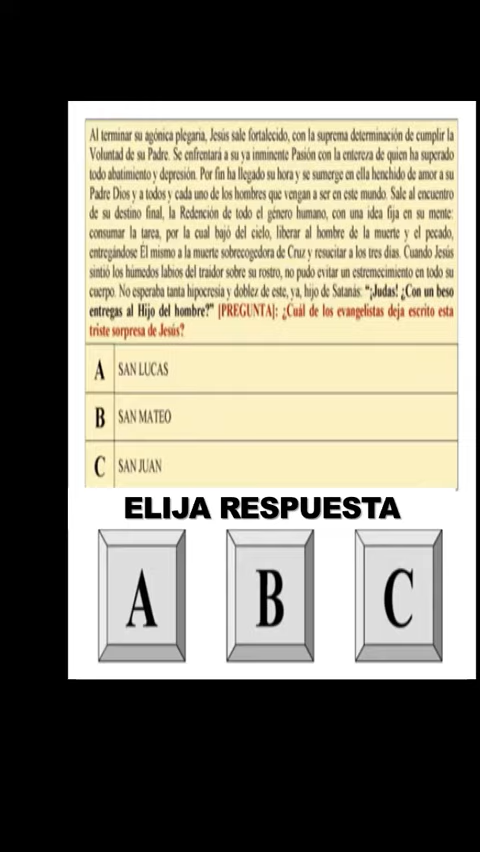 Al terminar su agónica plegaria, Jesús sale fortalecido, con la suprema determinación de cumplir la
Voluntad de su Padre. Se enfrentará a su ya inminente Pasión con la entereza de quien ha superado
todo abatimiento y depresión. Por fin ha llegado su hora y se sumerge en ella henchido de amor a su
Padre Dios y a todos y cada uno de los hombres que vengan a ser en este mundo. Sale al encuentro
de su destino final, la Redención de todo el género humano, con una idea fija en su mente:
consumar la tarea, por la cual bajó del cielo, liberar al hombre de la muerte y el pecado,
entregándose Él mismo a la muerte sobrecogedora de Cruz y resucitar a los tres días. Cuando Jesús
sintió los húmedos labios del traidor sobre su rostro, no pudo evitar un estremecimiento en todo su
cuerpo. No esperaba tanta hipocresia y doblez de este, ya, hijo de Satanás: "¡Judas! ¿Con un beso
entregas al Hijo del hombre?" [PREGUNTA]: ¿Cuál de los evangelistas deja escrito esta
triste sorpresa de Jesús?
A SAN LUCAS
B SAN MATEO
C SAN JUAN
ELIJA RESPUESTA
A B C